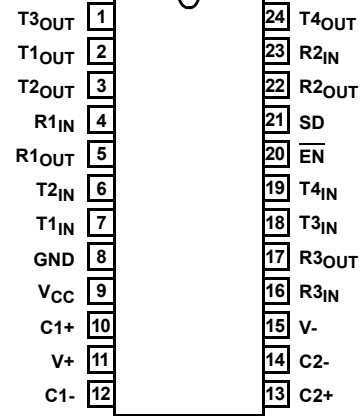 T3OUT 1 24 T4OUT
T1OUT 2 23 R2IN
T2OUT 3 22 R2OUT
R1IN 4 21 SD
R1OUT 5 20 EN
T2IN 6 19 T4IN
T1IN 7 18 T3IN
GND 8 17 R3OUT
VCC 9 16 R3IN
C1+ 10 15 V-
V+ 11 14 C2-
C1- 12 13 C2+